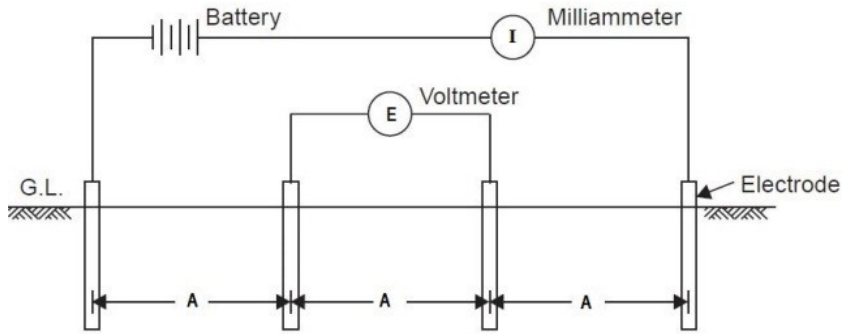 Battery
Milliammeter
I
Voltmeter
E
G.L.
Electrode
A
A
A